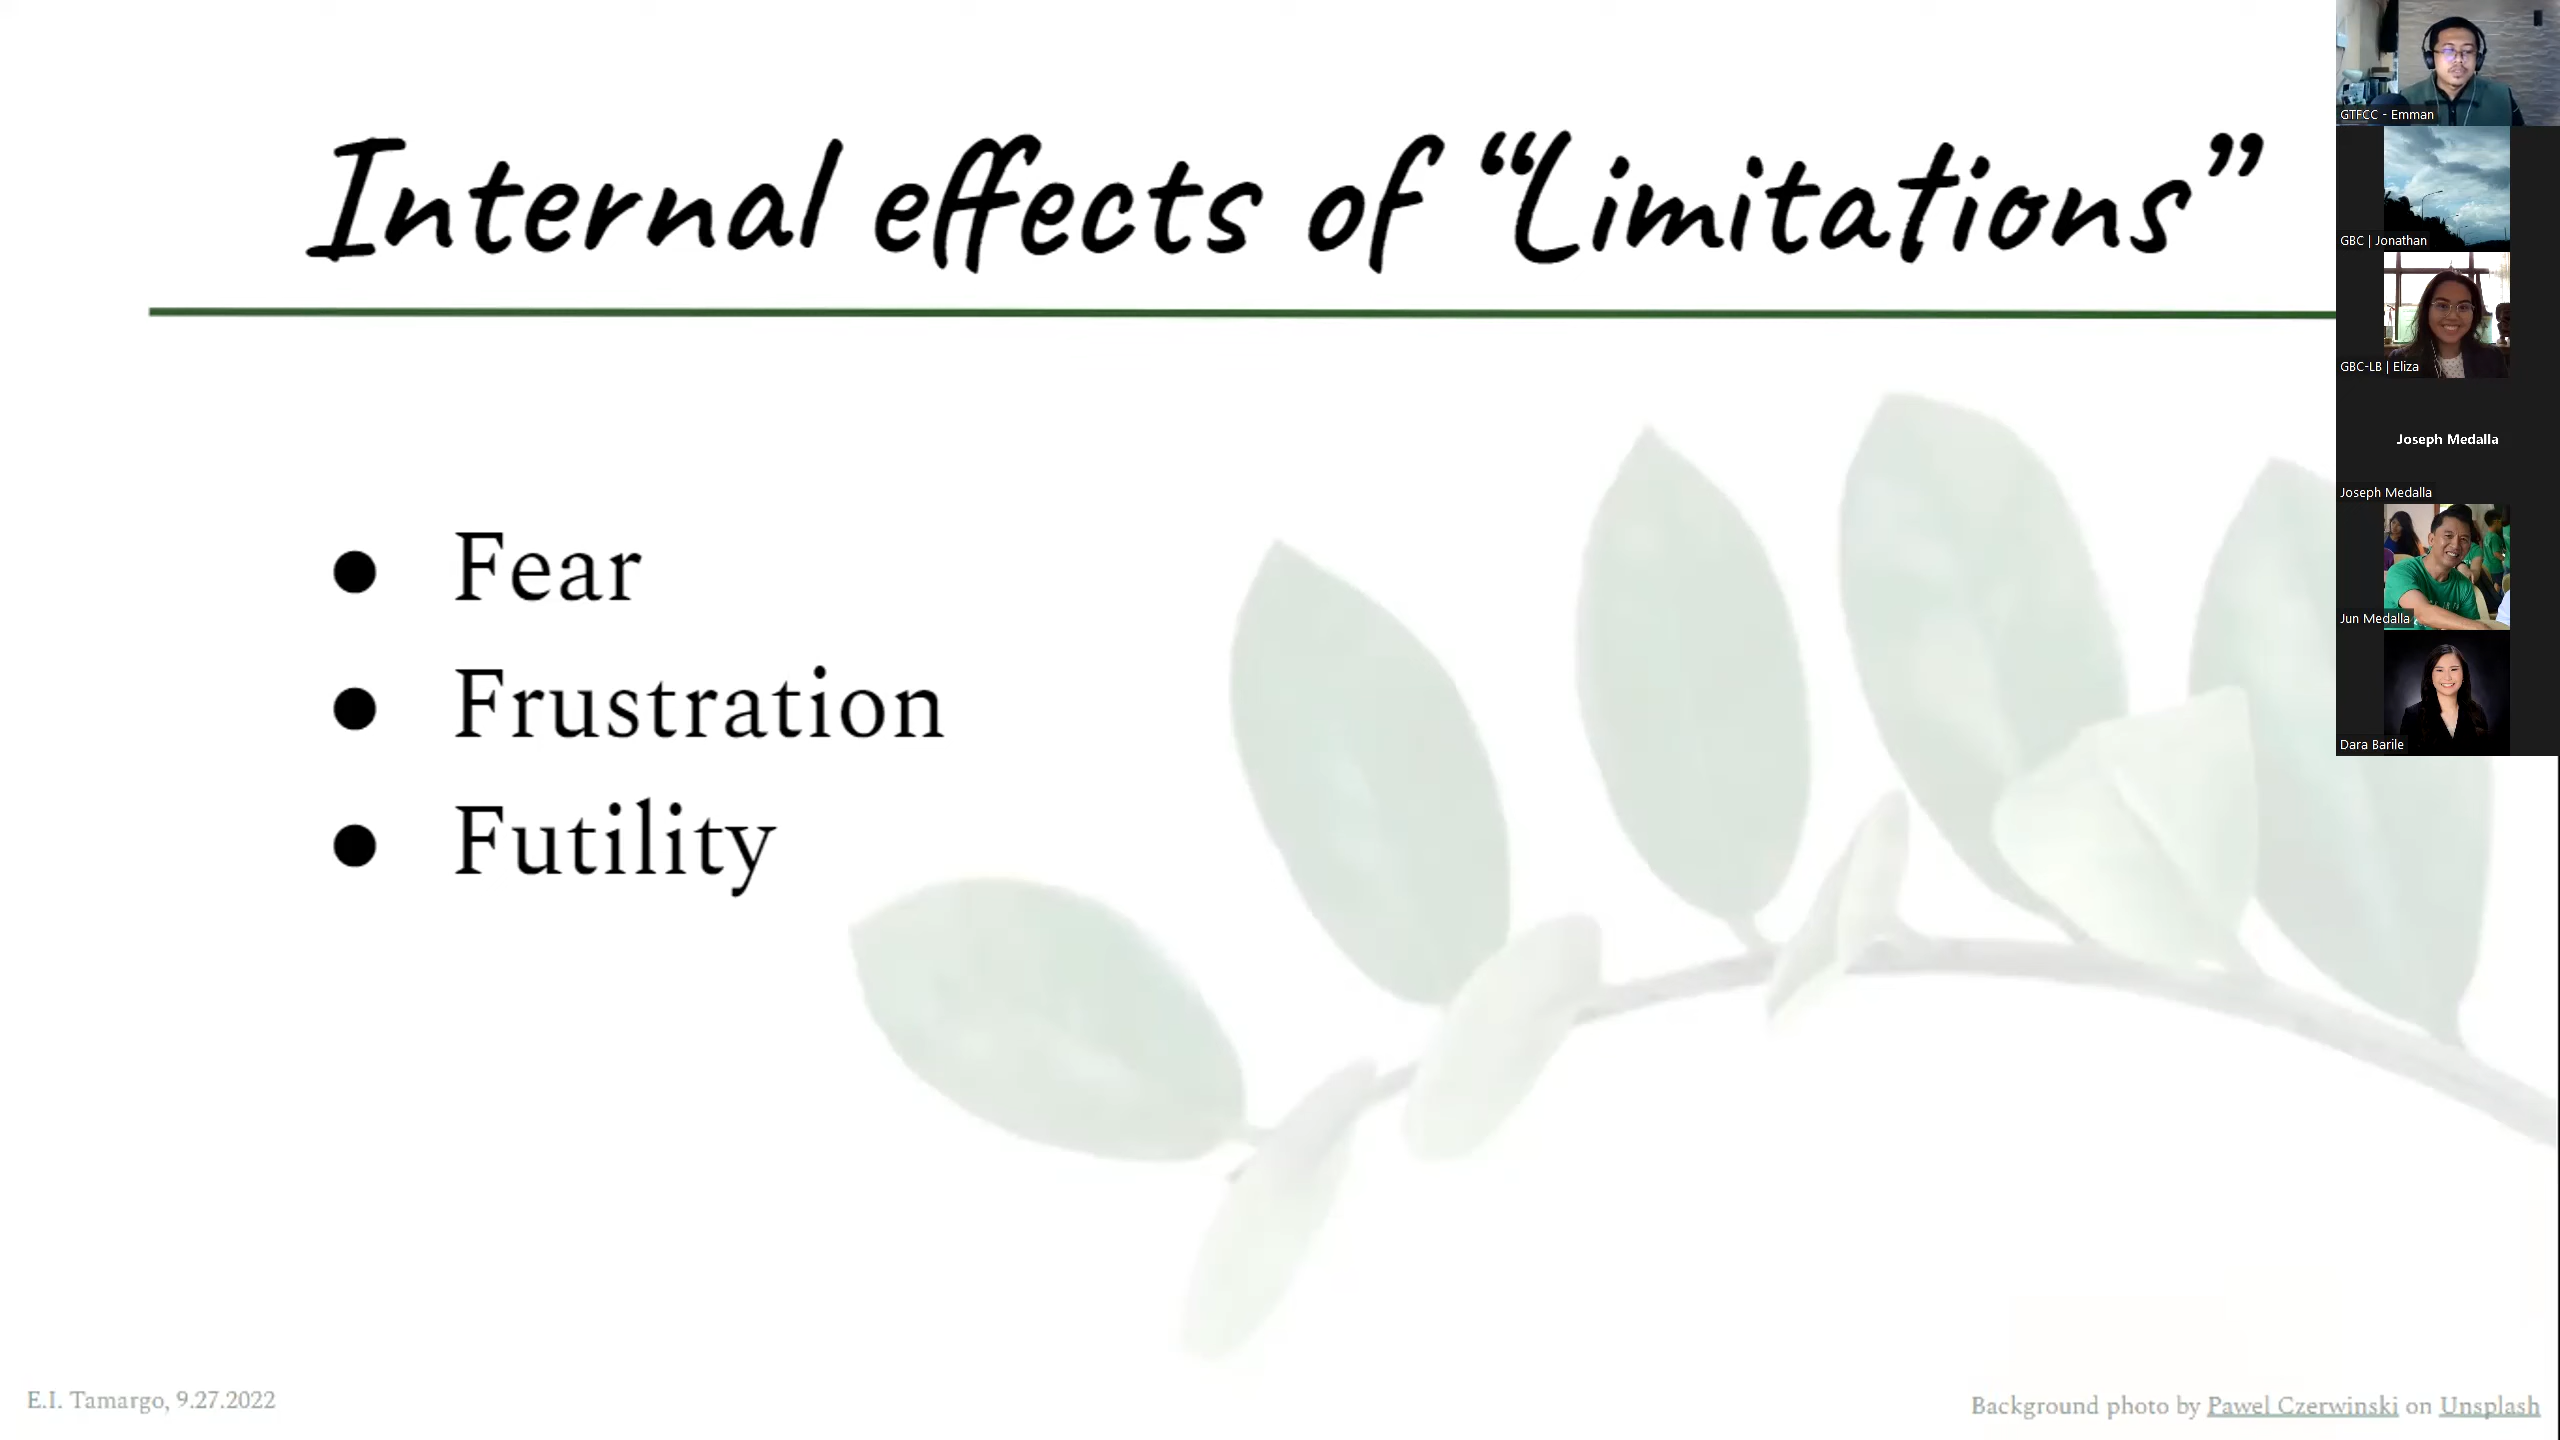 Internal effects of “Limitations”
● Fear
● Frustration
● Futility
E.I. Tamargo, 9.27.2022
Background photo by Pawel Czerwinski on Unsplash
GTFCC - Emman
GBC | Jonathan
GBC-LB | Eliza
Joseph Medalla
Joseph Medalla
Jun Medalla
Dara Barile